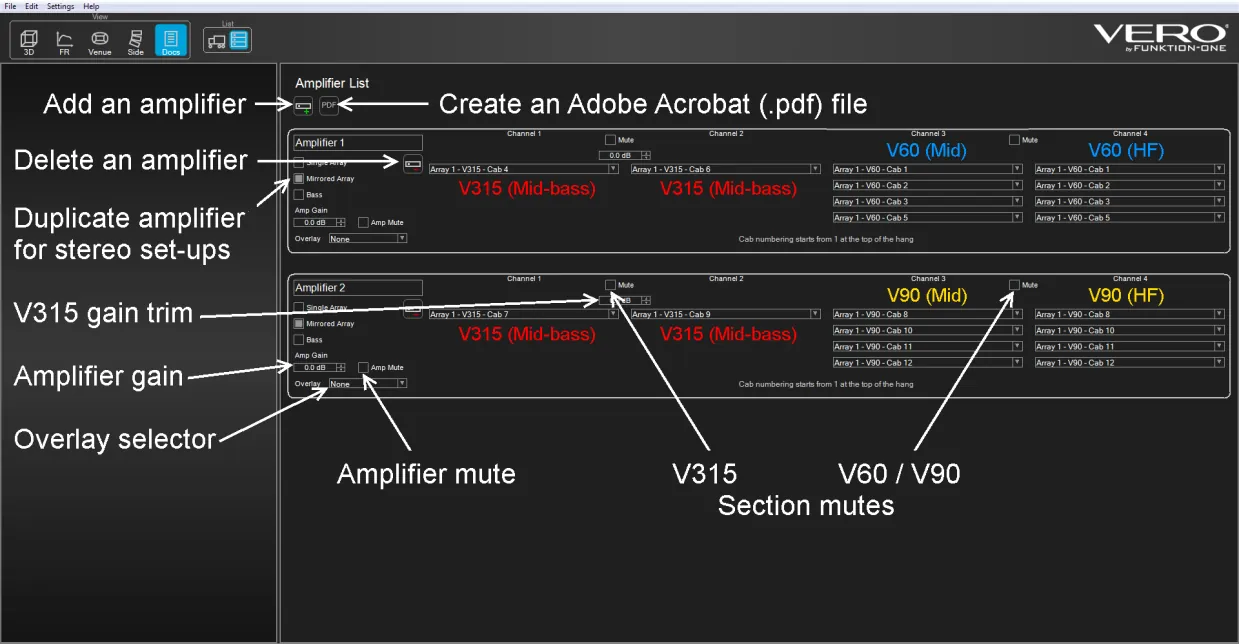 File Edit Settings Help
View
List
3D FR Venue Side Docs
VERO
by FUNKTION-ONE
Amplifier List
Add an amplifier
PDF
Create an Adobe Acrobat (.pdf) file
Channel 1 Channel 2 Channel 3 Channel 4
Amplifier 1
Mute
Mute
V60 (Mid) V60 (HF)
0.0 dB
Delete an amplifier
Single Array
Array 1 - V315 - Cab 4
Array 1 - V315 - Cab 6
Array 1 - V60 - Cab 1
Array 1 - V60 - Cab 1
Mirrored Array
V315 (Mid-bass) V315 (Mid-bass)
Array 1 - V60 - Cab 2
Array 1 - V60 - Cab 2
Bass
Array 1 - V60 - Cab 3
Array 1 - V60 - Cab 3
Duplicate amplifier
for stereo set-ups
Amp Gain
Array 1 - V60 - Cab 5
Array 1 - V60 - Cab 5
0.0 dB
Amp Mute
Overlay None
Cab numbering starts from 1 at the top of the hang
Channel 1 Channel 2 Channel 3 Channel 4
Amplifier 2
Mute
Mute
V90 (Mid) V90 (HF)
dB
V315 gain trim
Single Array
Array 1 - V315 - Cab 7
Array 1 - V315 - Cab 9
Array 1 - V90 - Cab 8
Array 1 - V90 - Cab 8
Mirrored Array
V315 (Mid-bass) V315 (Mid-bass)
Array 1 - V90 - Cab 10
Array 1 - V90 - Cab 10
Bass
Array 1 - V90 - Cab 11
Array 1 - V90 - Cab 11
Amp Gain
Array 1 - V90 - Cab 12
Array 1 - V90 - Cab 12
Amplifier gain
0.0 dB
Amp Mute
Overlay None
Cab numbering starts from 1 at the top of the hang
Overlay selector
Amplifier mute
V315
V60 / V90
Section mutes